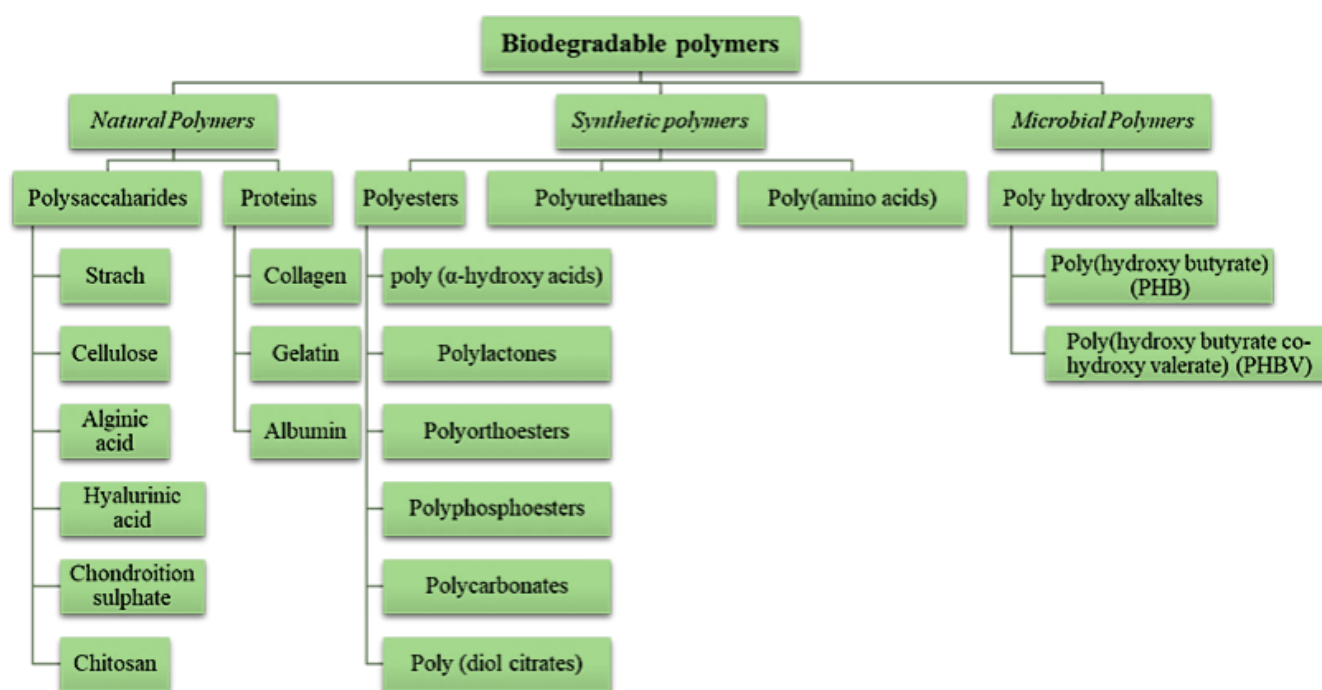 Biodegradable polymers
Natural Polymers
Synthetic polymers
Microbial Polymers
Polysaccaharides
Proteins
Polyesters
Polyurethanes
Poly(amino acids)
Poly hydroxy alkaltes
Strach
Collagen
poly (α-hydroxy acids)
Poly(hydroxy butyrate)
(PHB)
Cellulose
Gelatin
Polylactones
Poly(hydroxy butyrate co-
hydroxy valerate) (PHBV)
Alginic
acid
Albumin
Polyorthoesters
Hyalurinic
acid
Polyphosphoesters
Chondroition
sulphate
Polycarbonates
Chitosan
Poly (diol citrates)